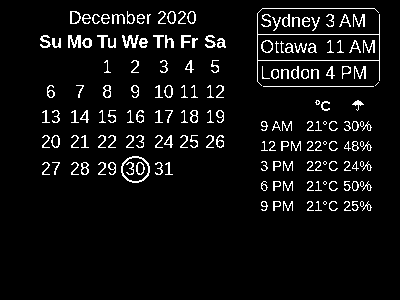 December 2020
Su Mo Tu We Th Fr Sa
1 2 3 4 5
6 7 8 9 10 11 12
13 14 15 16 17 18 19
20 21 22 23 24 25 26
27 28 29 30 31
Sydney 3 AM
Ottawa 11 AM
London 4 PM
°C ☂
9 AM 21°C 30%
12 PM 22°C 48%
3 PM 22°C 24%
6 PM 21°C 50%
9 PM 21°C 25%